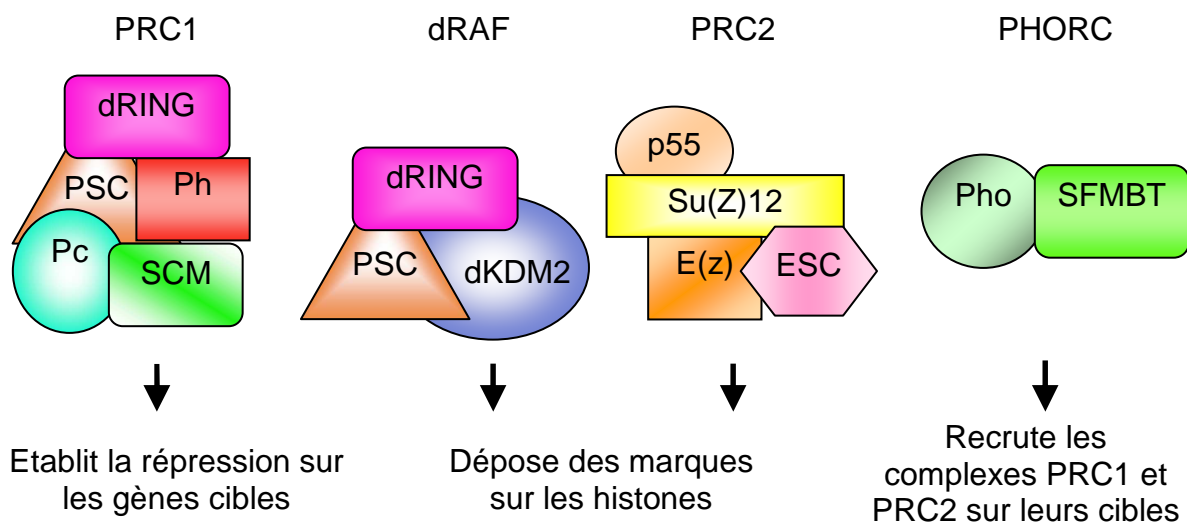 PRC1
dRAF
PRC2
PHORC
dRING
PSC
Ph
Pc
SCM
dRING
PSC
dKDM2
p55
Su(Z)12
E(z)
ESC
Pho
SFMBT
Etablit la répression sur
les gènes cibles
Dépose des marques
sur les histones
Recrute les
complexes PRC1 et
PRC2 sur leurs cibles